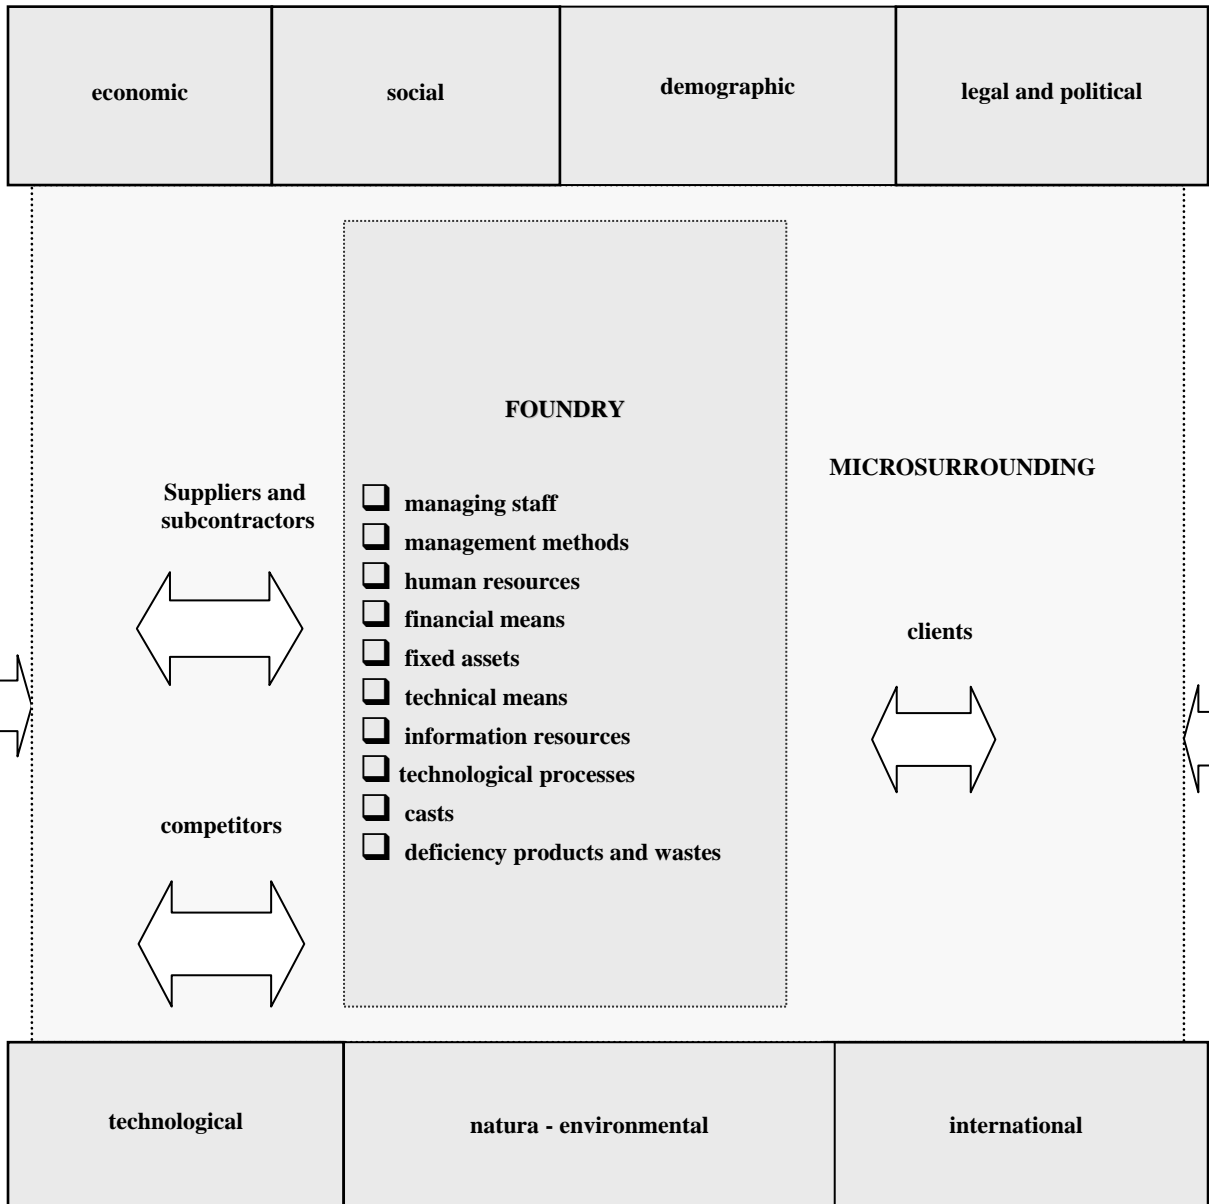 economic
social
demographic
legal and political
FOUNDRY
MICROSURROUNDING
Suppliers and
subcontractors
managing staff
management methods
human resources
financial means
fixed assets
technical means
information resources
technological processes
casts
deficiency products and wastes
clients
competitors
technological
natura - environmental
international